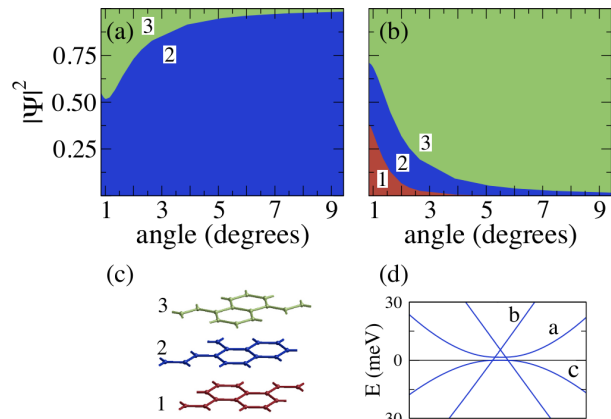 (a)
(b)
3
2
3
2
1
0.75
0.50
0.25
|Ψ|²
1 3 5 7 9
1 3 5 7 9
angle (degrees)
angle (degrees)
(c)
(d)
3
2
1
30
0
30
E (meV)
b
a
c